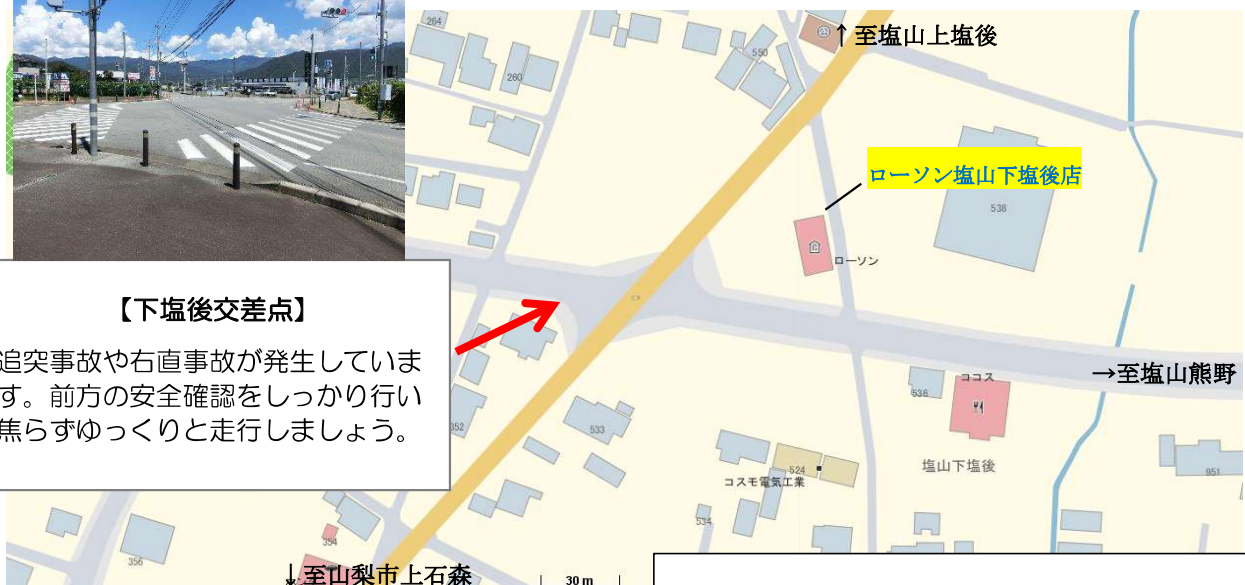 264
260
550
↑至塩山上塩後
ローソン塩山下塩後店
538
ローソン
【下塩後交差点】
追突事故や右直事故が発生していま
す。前方の安全確認をしっかり行い
焦らずゆっくりと走行しましょう。
→至塩山熊野
ココス
536
352
533
塩山下塩後
524
コスモ電気工業
951
534
354
356
↓至山梨市上石森
30 m